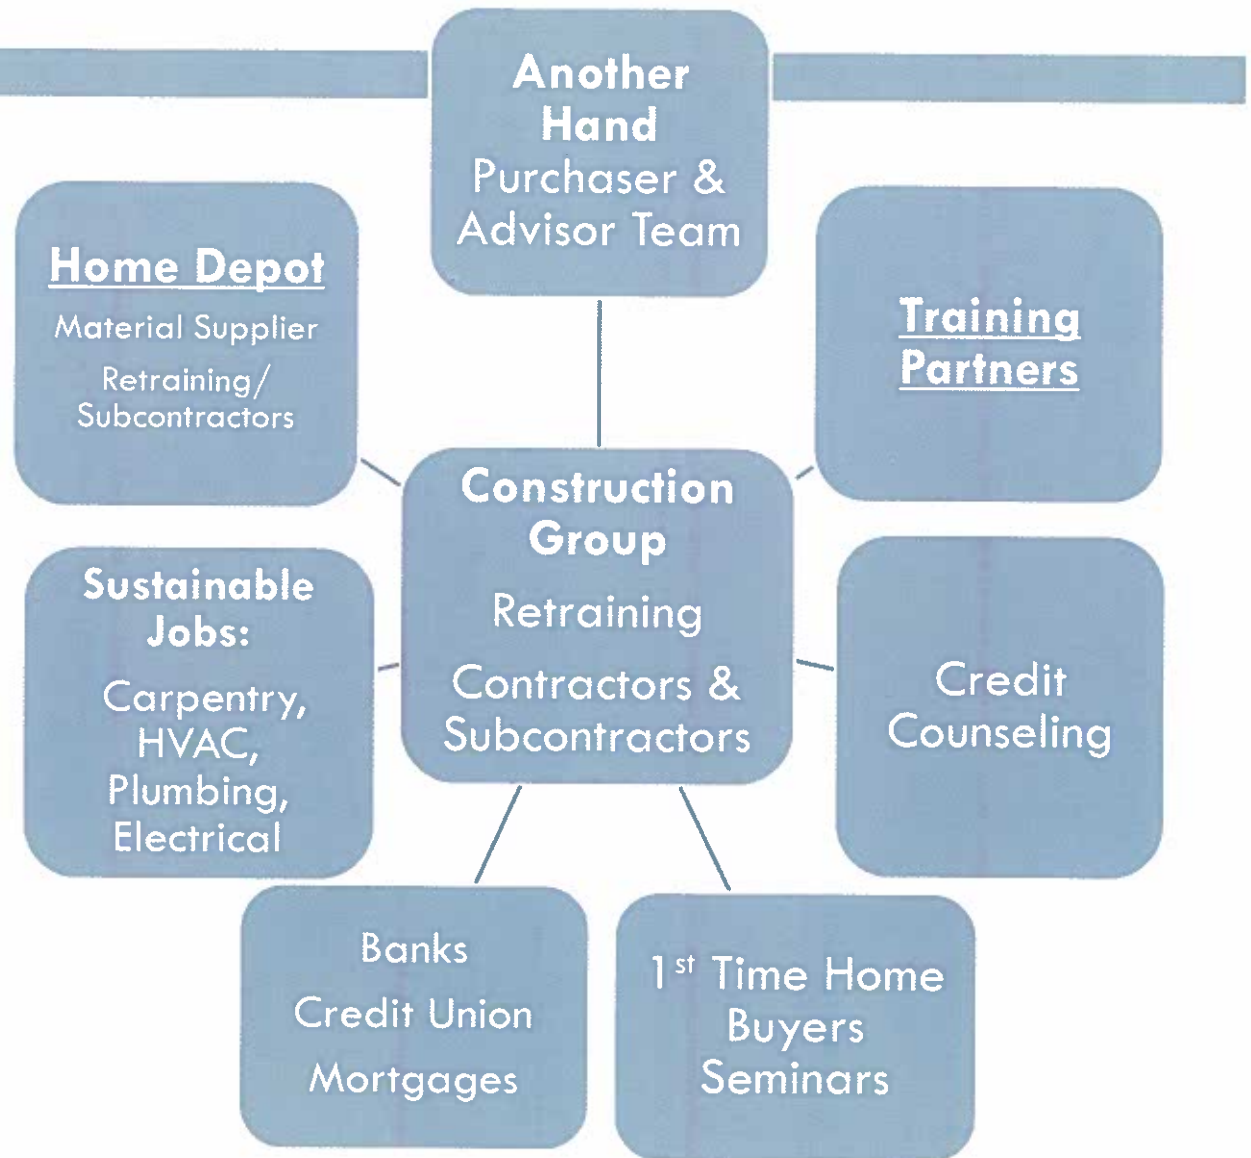 Another
Hand
Purchaser &
Advisor Team
Home Depot
Material Supplier
Retraining/
Subcontractors
Training
Partners
Construction
Group
Retraining
Contractors &
Subcontractors
Sustainable
Jobs:
Carpentry,
HVAC,
Plumbing,
Electrical
Credit
Counseling
Banks
Credit Union
Mortgages
1st Time Home
Buyers
Seminars